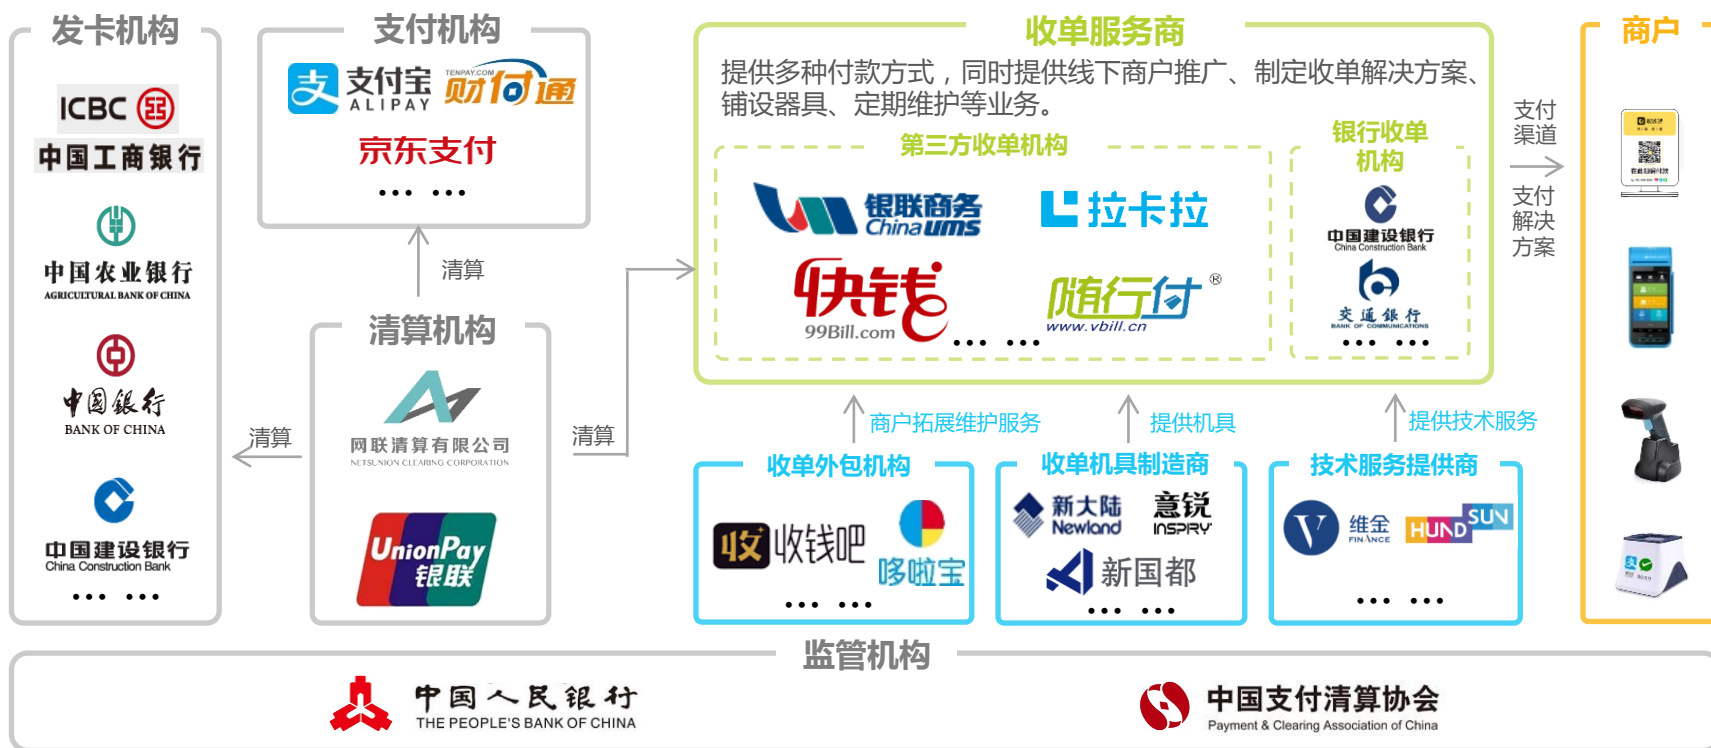 发卡机构
ICBC
中国工商银行
中国农业银行
AGRICULTURAL BANK OF CHINA
中国银行
BANK OF CHINA
中国建设银行
China Construction Bank
... ...
支付机构
支付宝
ALIPAY
TENPAY.COM
财付通
京东支付
... ...
清算
清算机构
网联清算有限公司
NETSUNION CLEARING CORPORATION
UnionPay
银联
清算
清算
收单服务商
提供多种付款方式，同时提供线下商户推广、制定收单解决方案、
铺设器具、定期维护等业务。
第三方收单机构
银联商务
China ums
拉卡拉
快钱
99Bill.com
随行付®
www.vbill.cn
... ...
银行收单
机构
中国建设银行
China Construction Bank
交通銀行
BANK OF COMMUNICATIONS
... ...
商户拓展维护服务
提供机具
提供技术服务
收单外包机构
收 收钱吧
哆啦宝
... ...
收单机具制造商
新大陆
Newland
意锐
INSPIRY
新国都
... ...
技术服务提供商
V
维金
FINANCE
HUND
SUN
... ...
支付
渠道
支付
解决
方案
商户
监管机构
中国人民银行
THE PEOPLE'S BANK OF CHINA
中国支付清算协会
Payment & Clearing Association of China